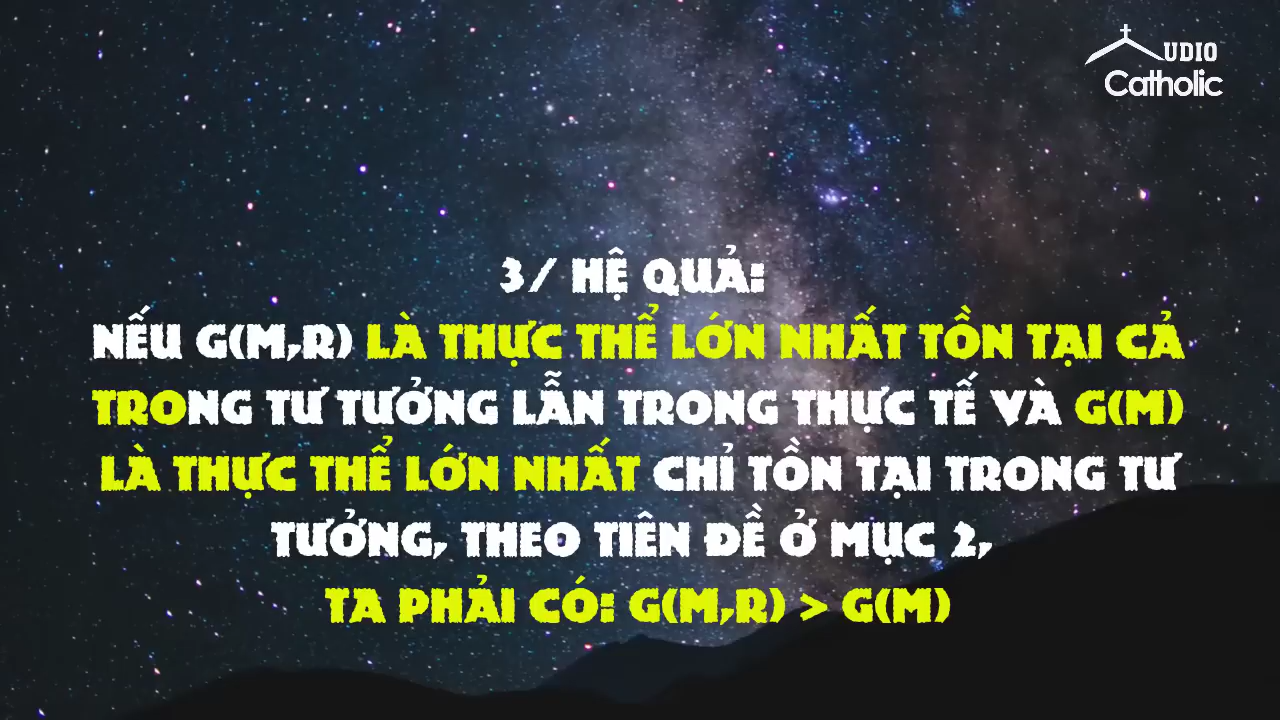 UDIO
Catholic
3/ HỆ QUẢ:
NẾU G(M,R) LÀ THỰC THỂ LỚN NHẤT TỒN TẠI CẢ
TRONG TƯ TƯỞNG LẪN TRONG THỰC TẾ VÀ G(M)
LÀ THỰC THỂ LỚN NHẤT CHỈ TỒN TẠI TRONG TƯ
TƯỞNG, THEO TIÊN ĐỀ Ở MỤC 2,
TA PHẢI CÓ: G(M,R) > G(M)